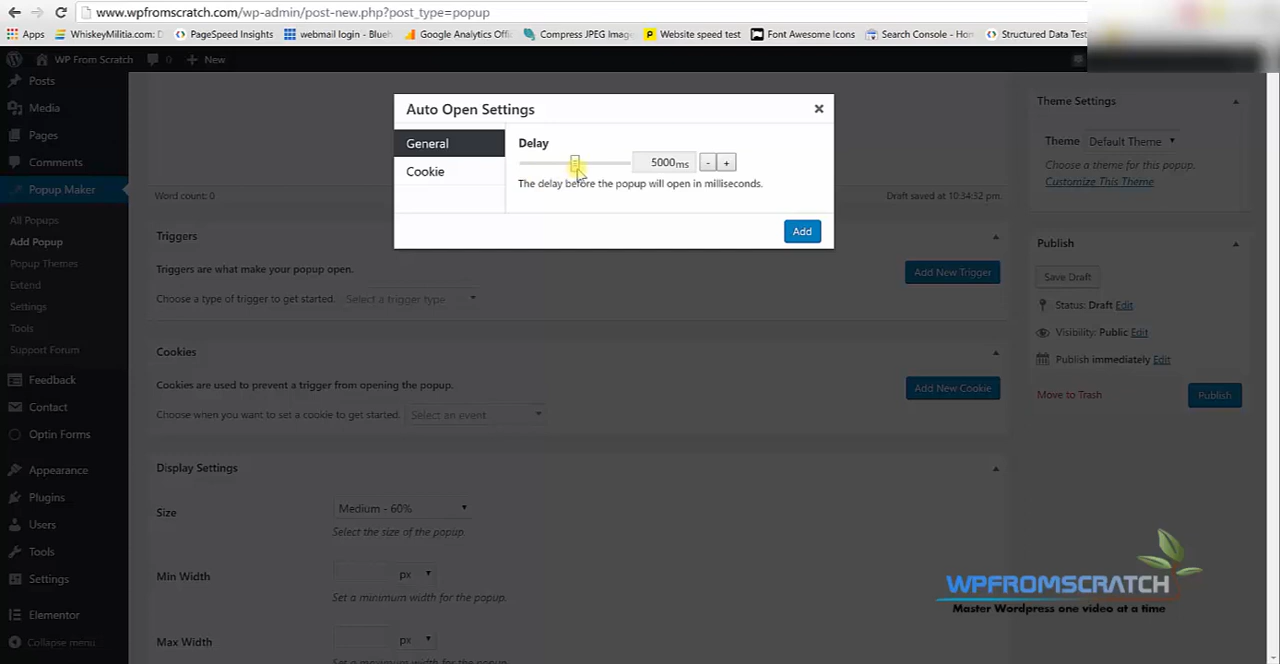 www.wpfromscratch.com/wp-admin/post-new.php?post_type=popup
Apps WhiskeyMilitia.com: PageSpeed Insights webmail login - Blueh Google Analytics Offi Compress JPEG Image Website speed test Font Awesome Icons Search Console - Hom Structured Data Test
WP From Scratch 0 New
Posts
Media
Pages
Comments
Popup Maker
All Popups
Add Popup
Popup Themes
Extend
Settings
Tools
Support Forum
Feedback
Contact
Optin Forms
Appearance
Plugins
Users
Tools
Settings
Elementor
Collapse menu
Auto Open Settings
General
Cookie
Delay
5000ms - +
The delay before the popup will open in milliseconds.
Add
Word count: 0 Draft saved at 10:34:32 pm.
Triggers
Triggers are what make your popup open. Add New Trigger
Choose a type of trigger to get started. Select a trigger type
Cookies
Cookies are used to prevent a trigger from opening the popup. Add New Cookie
Choose when you want to set a cookie to get started. Select an event
Display Settings
Size Medium - 60%
Select the size of the popup.
Min Width px
Set a minimum width for the popup.
Max Width px
Set a maximum width for the popup.
Theme Settings
Theme Default Theme
Choose a theme for this popup.
Customize This Theme
Publish
Save Draft
Status: Draft Edit
Visibility: Public Edit
Publish immediately Edit
Move to Trash Publish
WPFROMSCRATCH
Master Wordpress one video at a time